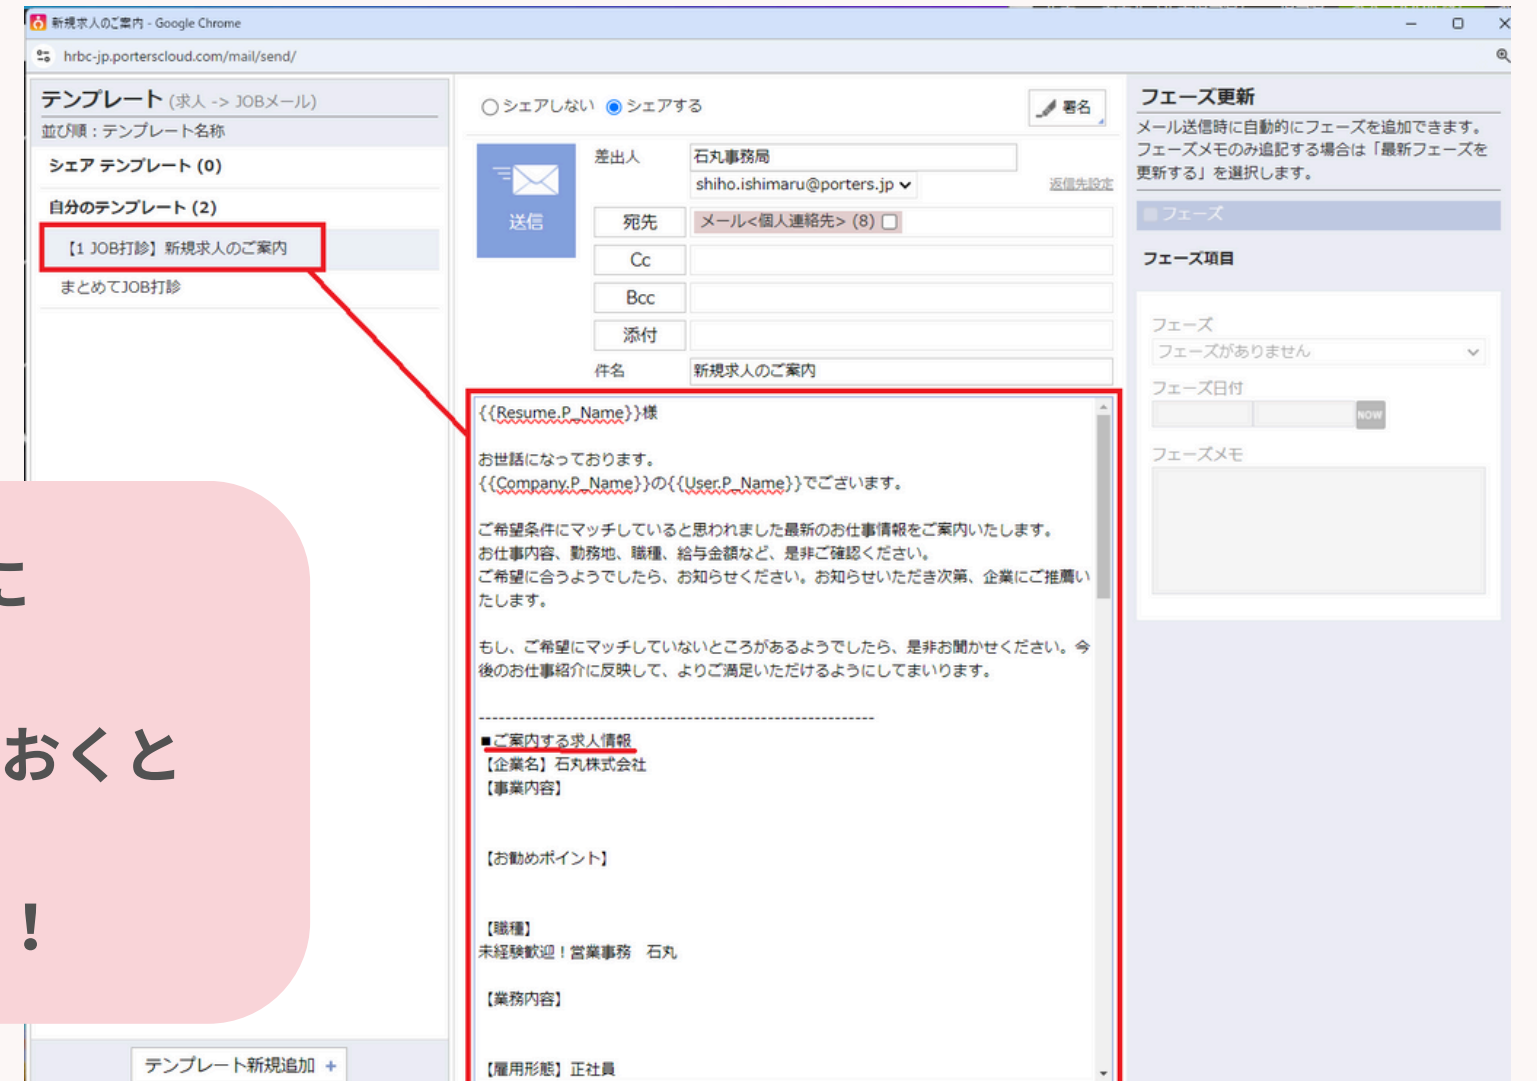 新規求人のご案内 - Google Chrome
hrbc-jp.porterscloud.com/mail/send/
テンプレート (求人 -> JOBメール)
並び順：テンプレート名称
シェア テンプレート (0)
自分のテンプレート (2)
【1 JOB打診】新規求人のご案内
まとめてJOB打診
に
おくと
！
テンプレート新規追加 +
シェアしない シェアする
署名
送信
差出人 石丸事務局
shiho.ishimaru@porters.jp
返信先設定
宛先 メール<個人連絡先> (8)
Cc
Bcc
添付
件名 新規求人のご案内
{{Resume.P_Name}}様
お世話になっております。
{{Company.P_Name}}の{{User.P_Name}}でございます。
ご希望条件にマッチしていると思われました最新のお仕事情報をご案内いたします。
お仕事内容、勤務地、職種、給与金額など、是非ご確認ください。
ご希望に合うようでしたら、お知らせください。お知らせいただき次第、企業にご推薦い
たします。
もし、ご希望にマッチしていないところがあるようでしたら、是非お聞かせください。今
後のお仕事紹介に反映して、よりご満足いただけるようにしてまいります。
------------------------------------------------------------
■ご案内する求人情報
【企業名】石丸株式会社
【事業内容】
【お勧めポイント】
【職種】
未経験歓迎！営業事務　石丸
【業務内容】
【雇用形態】正社員
フェーズ更新
メール送信時に自動的にフェーズを追加できます。
フェーズメモのみ追記する場合は「最新フェーズを
更新する」を選択します。
フェーズ
フェーズ項目
フェーズ
フェーズがありません
フェーズ日付
NOW
フェーズメモ